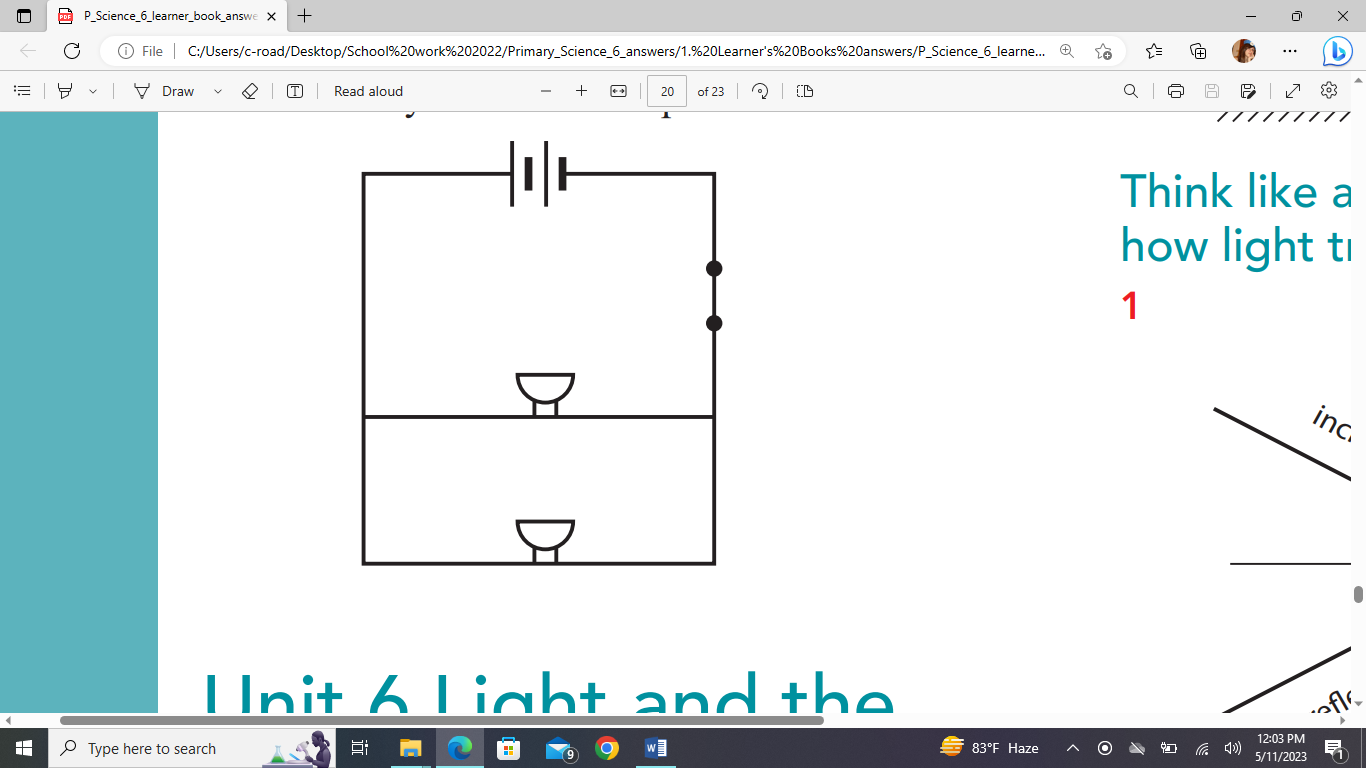 P_Science_6_learner_book_answe
File
C:/Users/c-road/Desktop/School%20work%202022/Primary_Science_6_answers/1.%20Learner's%20Books%20answers/P_Science_6_learne...
Draw
Read aloud
20 of 23
Think like a
how light tr
1
Unit 6 Light and the
Type here to search
9
83°F Haze
12:03 PM
5/11/2023
1